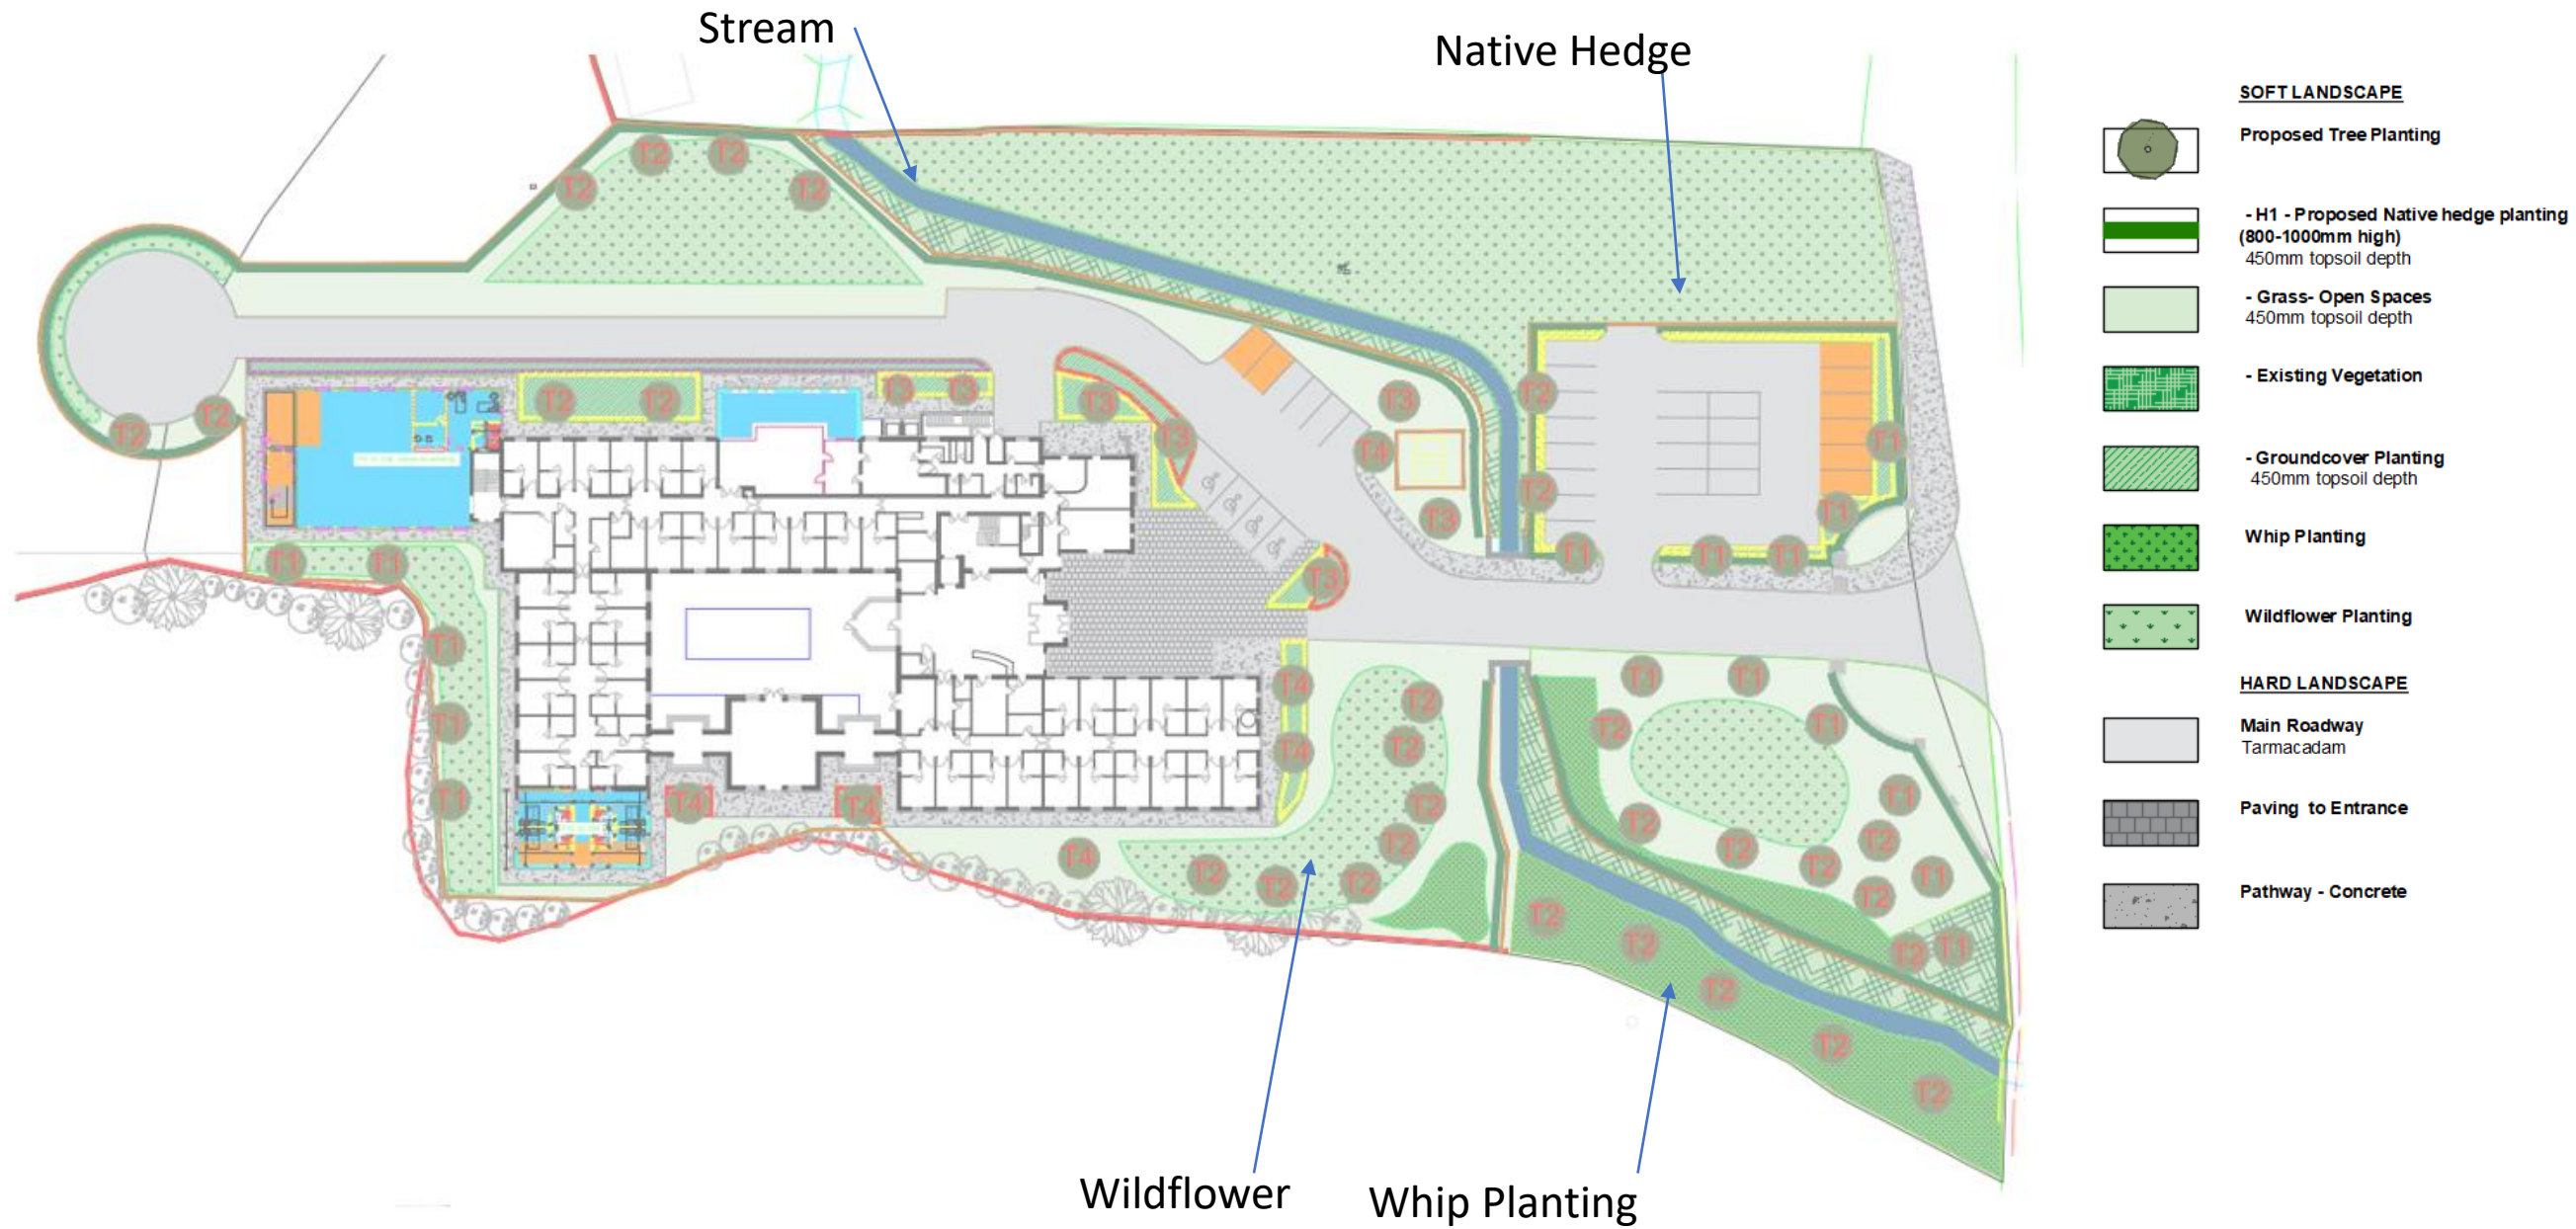 Stream
Native Hedge
SOFT LANDSCAPE
Proposed Tree Planting
- H1 - Proposed Native hedge planting
(800-1000mm high)
450mm topsoil depth
- Grass- Open Spaces
450mm topsoil depth
- Existing Vegetation
- Groundcover Planting
450mm topsoil depth
Whip Planting
Wildflower Planting
HARD LANDSCAPE
Main Roadway
Tarmacadam
Paving to Entrance
Pathway - Concrete
T2 T2
T2 T2
T2 T2
T2 T2
T3 T3
T3
T3
T3
T4
T3
T2
T2
T1
T1
T1 T1 T1
T1 T1
T3
T1
T1
T1
T4
T4
T4 T4
T4
T2
T2
T2
T2
T2 T2 T2
T1 T1
T2 T1
T1
T2 T2 T2 T2
T2 T1
T2 T1
T2
T2
T2
T2
T2
Wildflower
Whip Planting